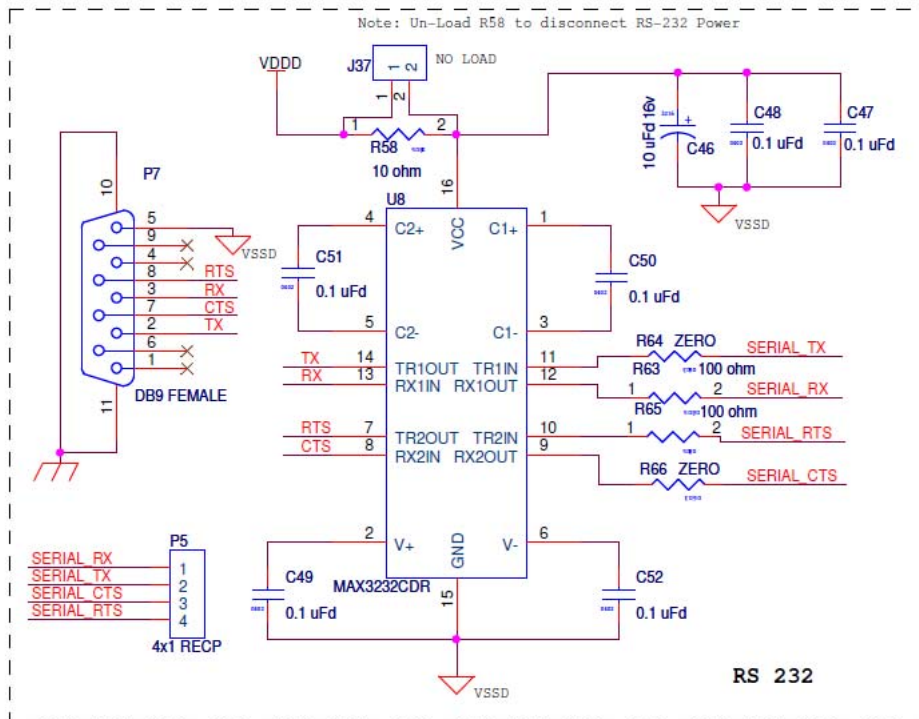 Note: Un-Load R58 to disconnect RS-232 Power
VDDD
J37
1 2
NO LOAD
1
2
1
2
R58
10 ohm
10 uFd 16v
+
C46
C48
0.1 uFd
C47
0.1 uFd
VSSD
P7
10
5
9
4
8 RTS
3 RX
7 CTS
2 TX
6
1
VSSD
DB9 FEMALE
11
U8
16
VCC
4 C2+
C1+ 1
C51
0.1 uFd
C50
0.1 uFd
5 C2-
C1- 3
TX 14 TR1OUT TR1IN 11
RX 13 RX1IN RX1OUT 12
R64 ZERO SERIAL_TX
R63 100 ohm
1 2 SERIAL_RX
R65 100 ohm
RTS 7 TR2OUT TR2IN 10
CTS 8 RX2IN RX2OUT 9
1 2 SERIAL_RTS
R66 ZERO SERIAL_CTS
2 V+
V- 6
GND
15
MAX3232CDR
C49
0.1 uFd
C52
0.1 uFd
VSSD
P5
SERIAL_RX 1
SERIAL_TX 2
SERIAL_CTS 3
SERIAL_RTS 4
4x1 RECP
RS 232